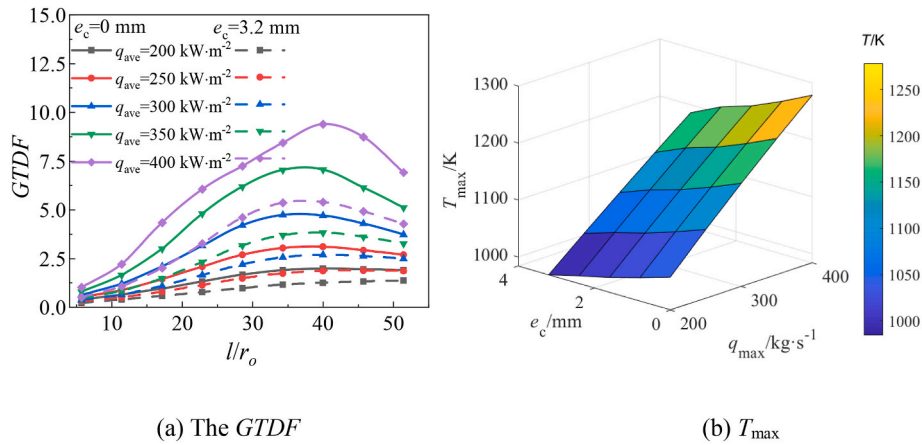 15.0
12.5
10.0
7.5
5.0
2.5
0.0
GTDF
e_c=0 mm e_c=3.2 mm
q_ave=200 kW·m⁻²
q_ave=250 kW·m⁻²
q_ave=300 kW·m⁻²
q_ave=350 kW·m⁻²
q_ave=400 kW·m⁻²
10 20 30 40 50
l/r_o
(a) The GTDF
1300
1200
1100
1000
T_max/K
4 2 0
e_c/mm
200 300 400
q_max/kg·s⁻¹
T/K
1250
1200
1150
1100
1050
1000
(b) T_max